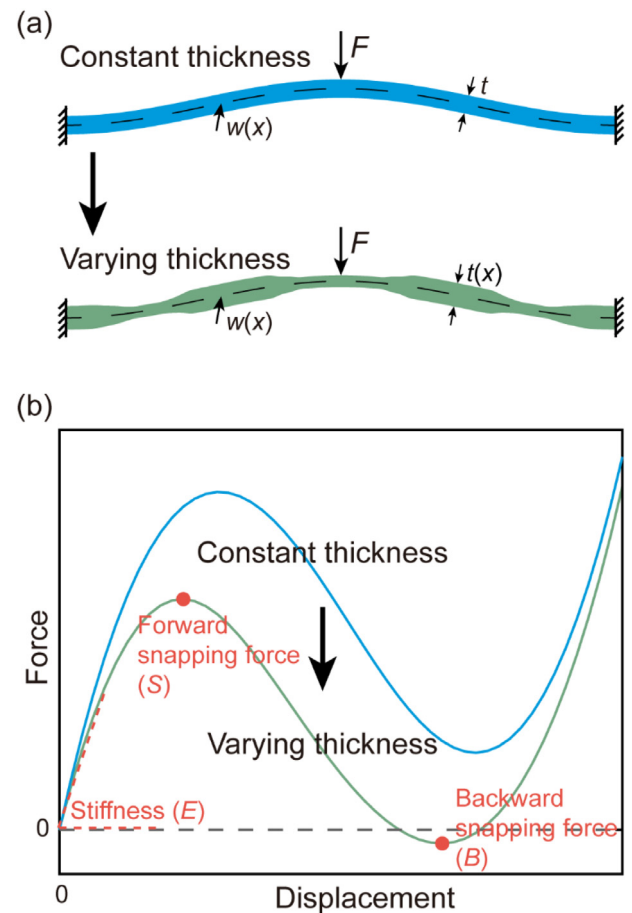 (a)
Constant thickness
F
t
w(x)
Varying thickness
F
t(x)
w(x)
(b)
Constant thickness
Forward
snapping force
(S)
Varying thickness
Stiffness (E)
Backward
snapping force
(B)
Force
0
0
Displacement